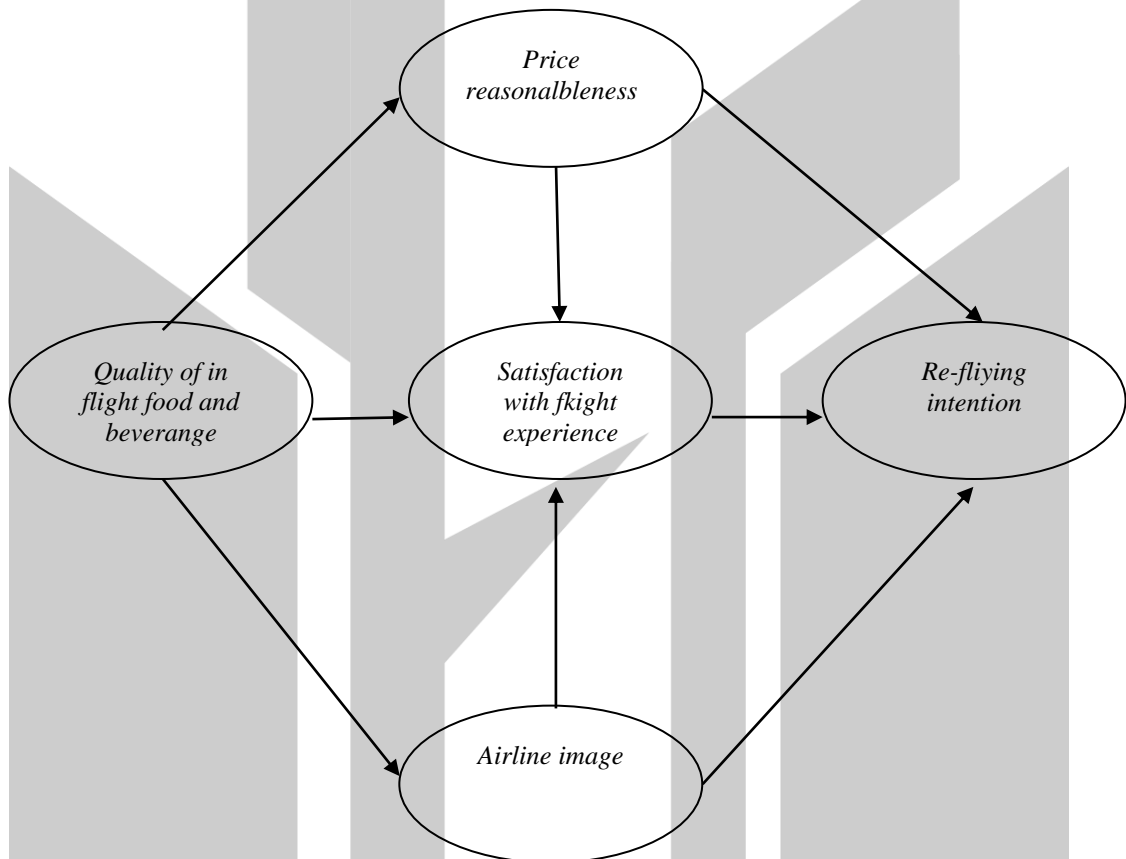 Price
reasonalbleness
Quality of in
flight food and
beverange
Satisfaction
with fkight
experience
Re-fliying
intention
Airline image